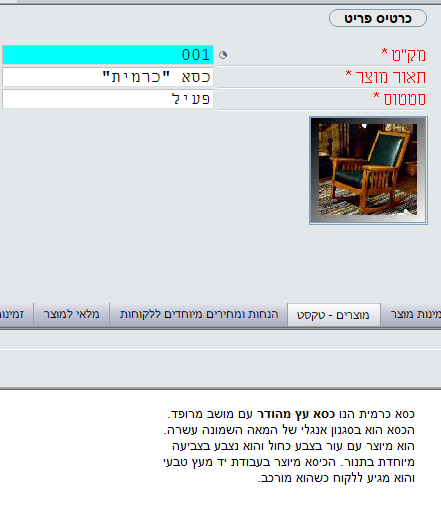 כרטיס פריט
מק"ט *
001
תאור מוצר *
כסא "כרמית"
סטטוס *
פעיל
מינות מוצר
מוצרים - טקסט
הנחות ומחירים מיוחדים ללקוחות
מלאי למוצר
זמינות
כסא כרמית הנו כסא עץ מהודר עם מושב מרופד.
הכסא הוא בסגנון אנגלי של המאה השמונה עשרה.
הוא מיוצר עם עור בצבע כחול והוא נצבע בצביעה
מיוחדת בתנור. הכיסא מיוצר בעבודת יד מעץ טבעי
והוא מגיע ללקוח כשהוא מורכב.